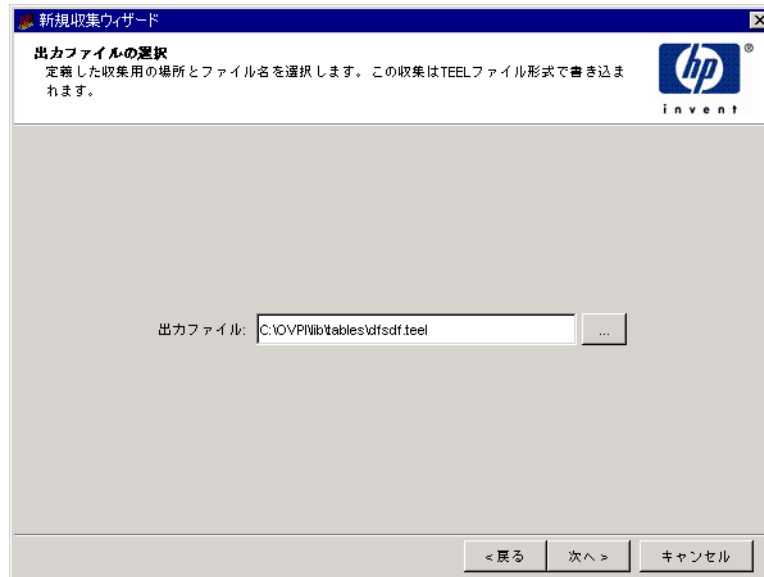 新規収集ウィザード
出力ファイルの選択
定義した収集用の場所とファイル名を選択します。この収集はTEELファイル形式で書き込ま
れます。
hp
®
invent
出力ファイル: C:\OVPI\lib\tables\dfsdf.teel ...
<戻る 次へ> キャンセル